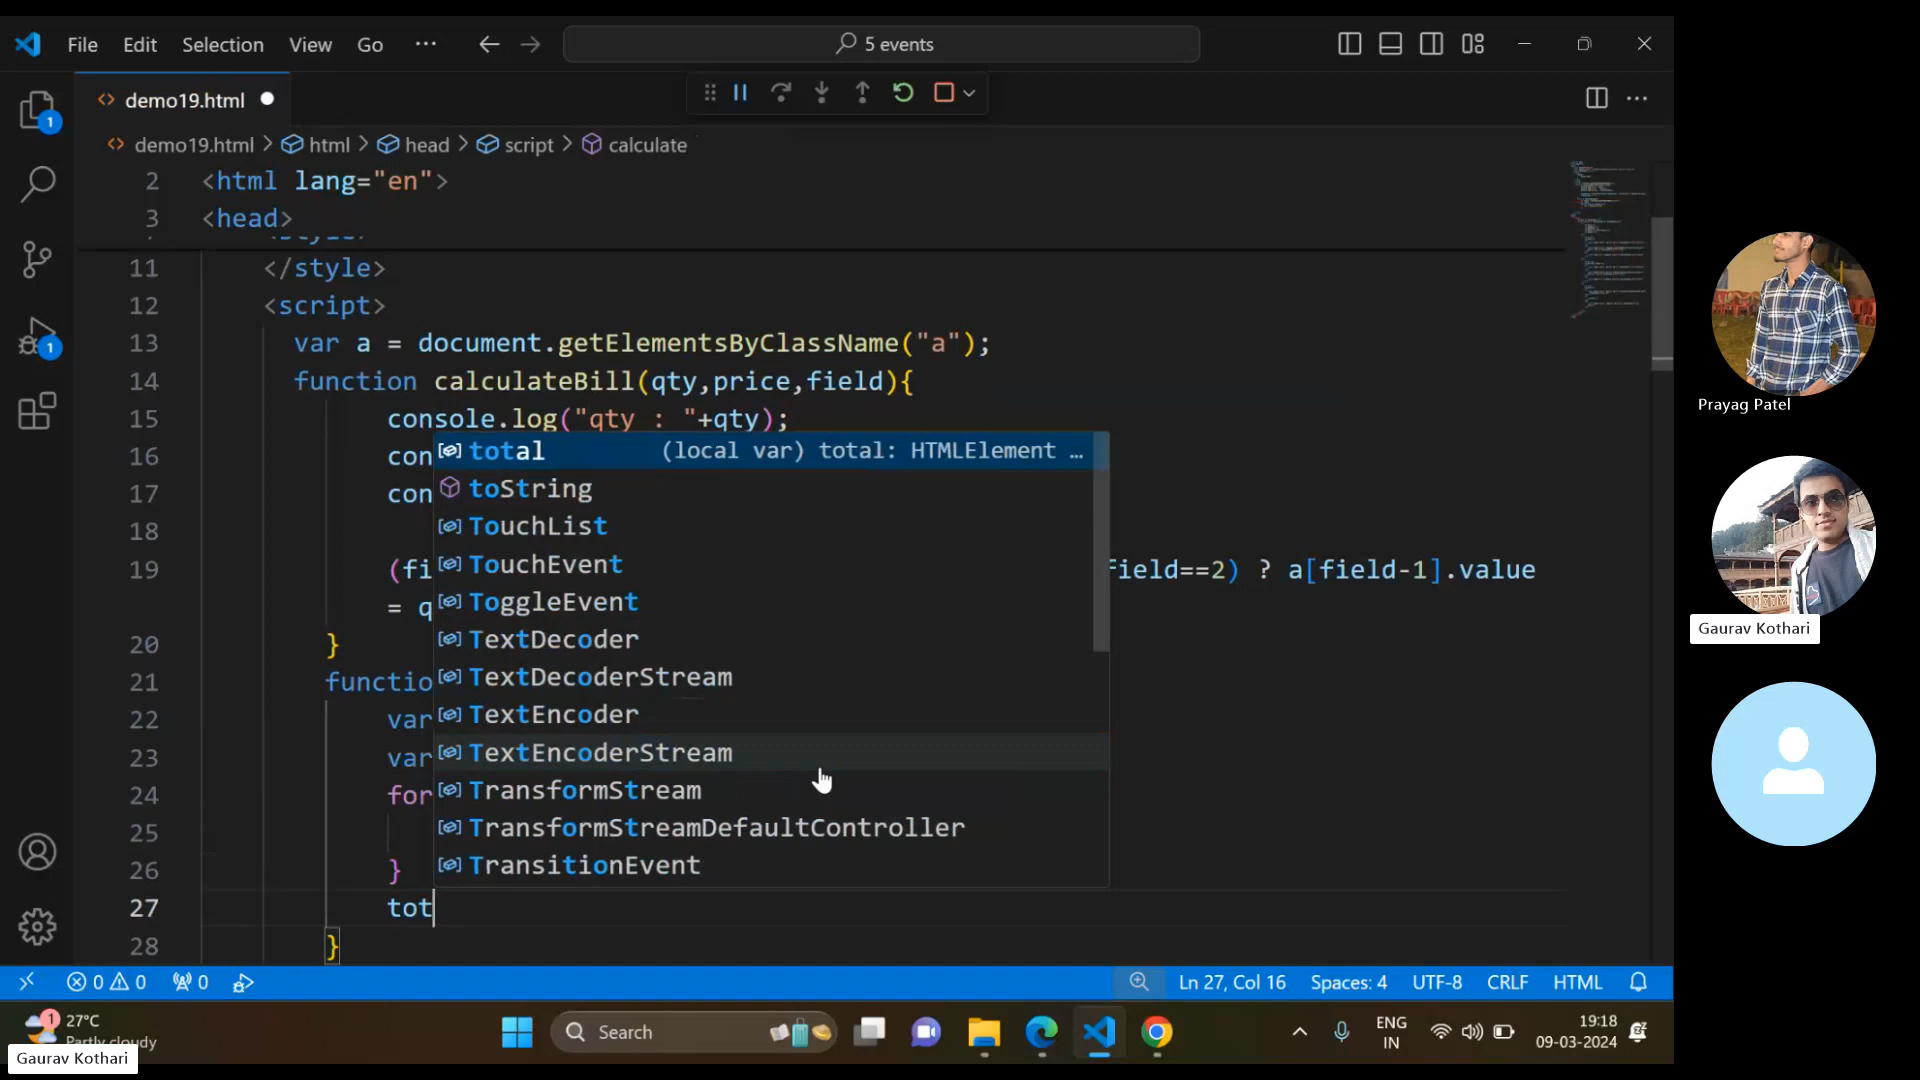 File Edit Selection View Go ··· 5 events
demo19.html
demo19.html > html > head > script > calculate
2 <html lang="en">
3 <head>
11 </style>
12 <script>
13 var a = document.getElementsByClassName("a");
14 function calculateBill(qty,price,field){
15 console.log("qty : "+qty);
16 con
17 con
18
19 (fi field==2) ? a[field-1].value
= q
20 }
21 functio
22 var
23 var
24 for
25
26 }
27 tot
28 }
total (local var) total: HTMLElement …
toString
TouchList
TouchEvent
ToggleEvent
TextDecoder
TextDecoderStream
TextEncoder
TextEncoderStream
TransformStream
TransformStreamDefaultController
TransitionEvent
1
1
0 0 0 Ln 27, Col 16 Spaces: 4 UTF-8 CRLF HTML
1
27°C
Partly cloudy
Search
ENG
IN
19:18
09-03-2024
Gaurav Kothari
Prayag Patel
Gaurav Kothari